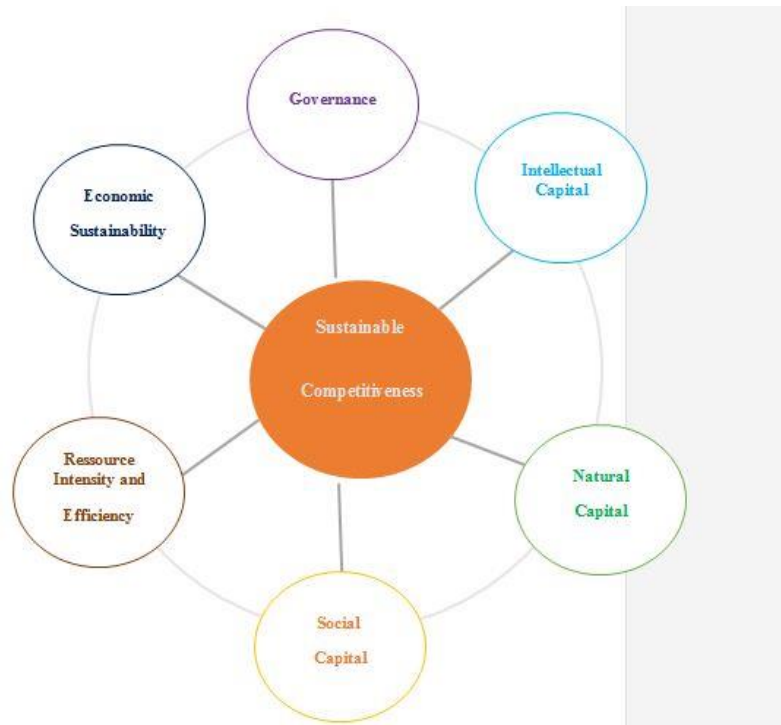 Governance
Intellectual
Capital
Economic
Sustainability
Sustainable
Competitiveness
Ressource
Intensity and
Efficiency
Natural
Capital
Social
Capital